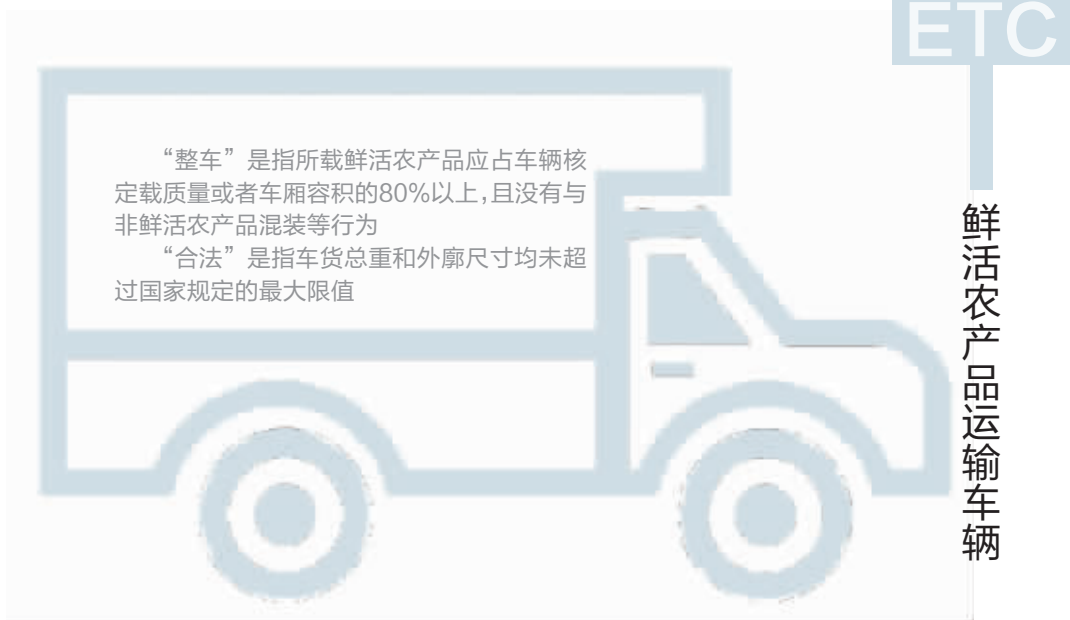 ETC
“整车”是指所载鲜活农产品应占车辆核
定载质量或者车厢容积的80%以上,且没有与
非鲜活农产品混装等行为
“合法”是指车货总重和外廓尺寸均未超
过国家规定的最大限值
鲜活农产品运输车辆